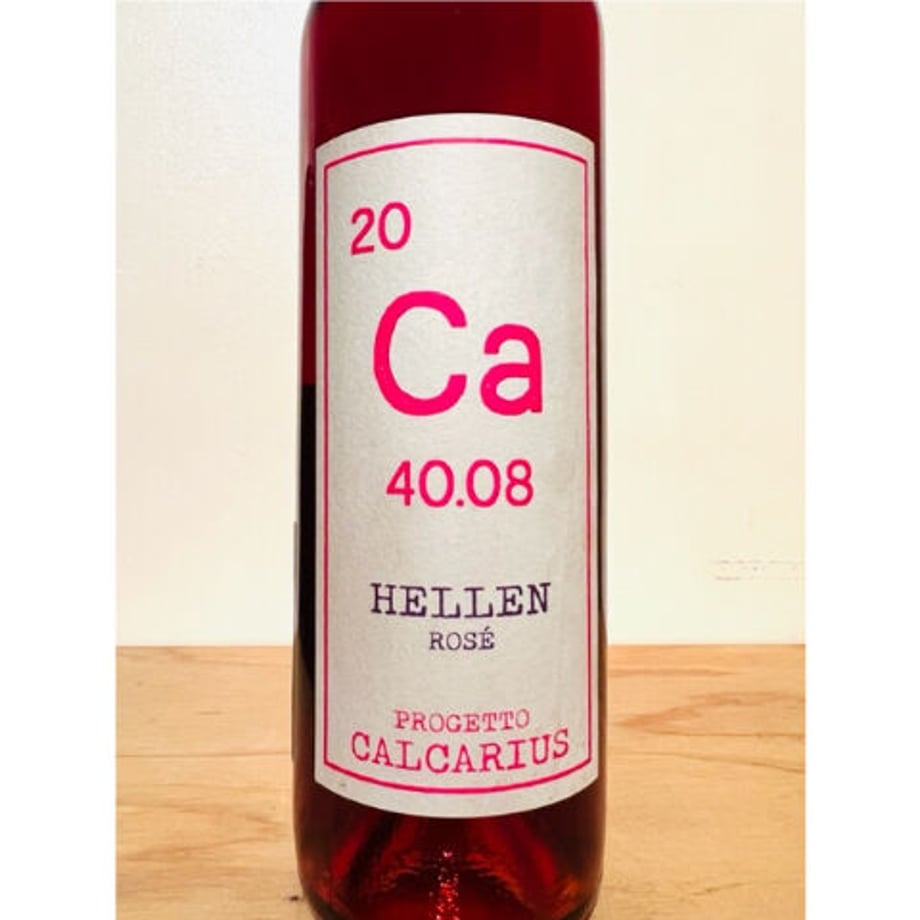 20
Ca
40.08
HELLEN
ROSÉ
PROGETTO
CALCARIUS